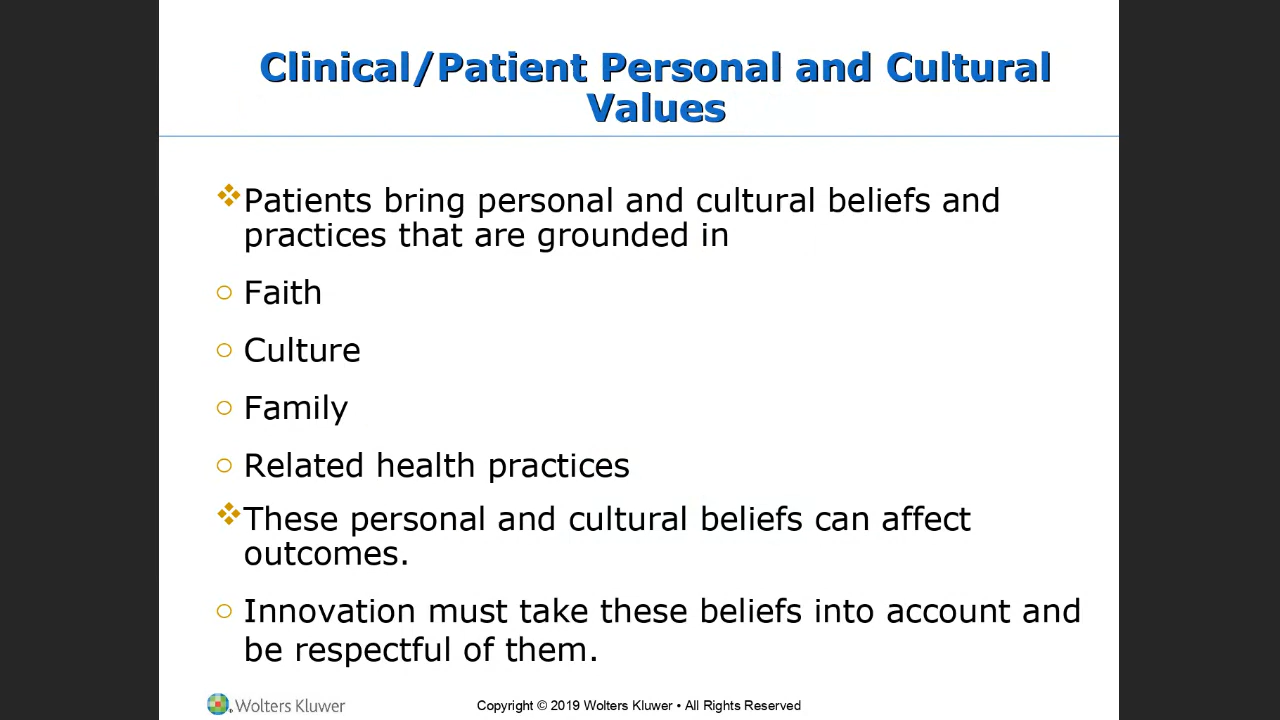 Clinical/Patient Personal and Cultural
Values
❖Patients bring personal and cultural beliefs and
practices that are grounded in
○ Faith
○ Culture
○ Family
○ Related health practices
❖These personal and cultural beliefs can affect
outcomes.
○ Innovation must take these beliefs into account and
be respectful of them.
Wolters Kluwer
Copyright © 2019 Wolters Kluwer • All Rights Reserved